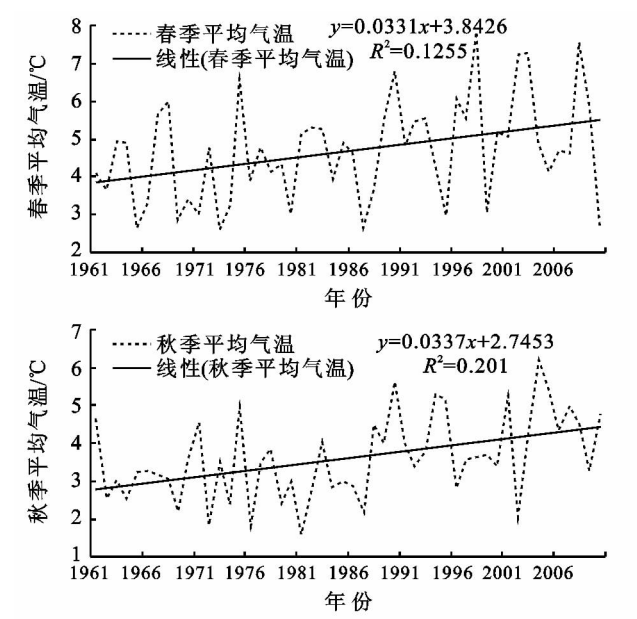 8
7
6
5
4
3
2
春季平均气温/℃
春季平均气温
线性(春季平均气温)
y=0.0331x+3.8426
R²=0.1255
1961 1966 1971 1976 1981 1986 1991 1996 2001 2006
年份
7
6
5
4
3
2
1
秋季平均气温/℃
秋季平均气温
线性(秋季平均气温)
y=0.0337x+2.7453
R²=0.201
1961 1966 1971 1976 1981 1986 1991 1996 2001 2006
年份